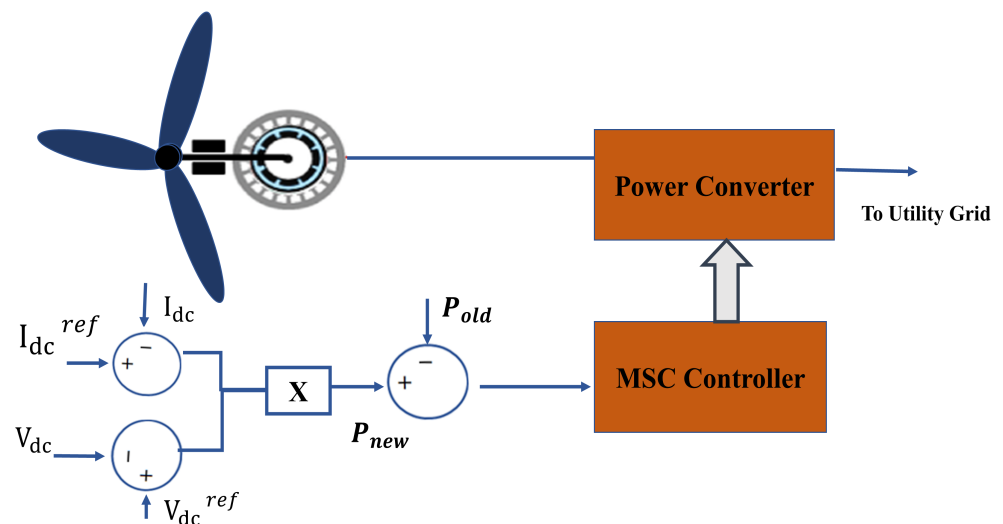 Power Converter
To Utility Grid
I_dc
P_old
I_dc^ref
−
+
−
+
MSC Controller
X
P_new
V_dc
−
+
V_dc^ref